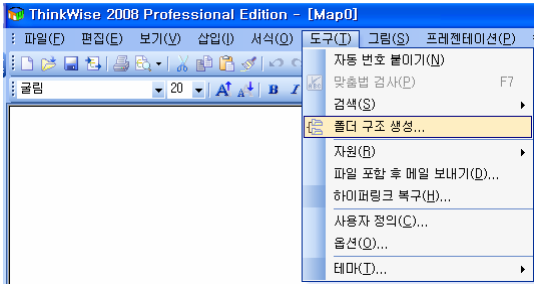 ThinkWise 2008 Professional Edition - [Map0]
파일(F) 편집(E) 보기(V) 삽입(I) 서식(O) 도구(T) 그림(S) 프레젠테이션(P)
자동 번호 붙이기(N)
맞춤법 검사(P) F7
검색(S)
폴더 구조 생성...
자원(R)
파일 포함 후 메일 보내기(D)...
하이퍼링크 복구(H)...
사용자 정의(C)...
옵션(O)...
테마(T)...
굴림 20 A A B I